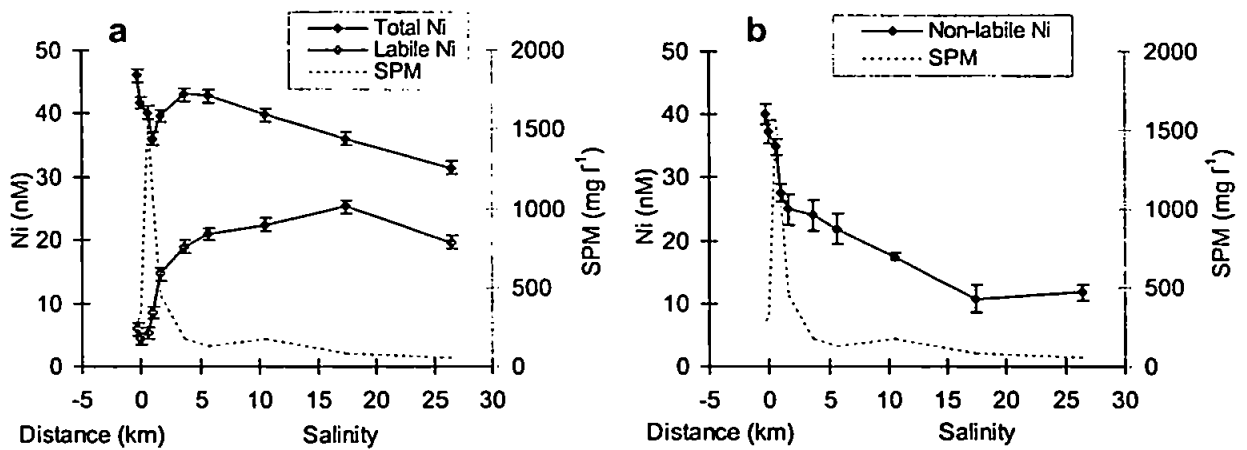 a
Total Ni
Labile Ni
SPM
50
40
30
20
10
0
Ni (nM)
2000
1500
1000
500
0
SPM (mg l-1)
-5 0 5 10 15 20 25 30
Distance (km) Salinity
b
Non-labile Ni
SPM
50
40
30
20
10
0
Ni (nM)
2000
1500
1000
500
0
SPM (mg l-1)
-5 0 5 10 15 20 25 30
Distance (km) Salinity